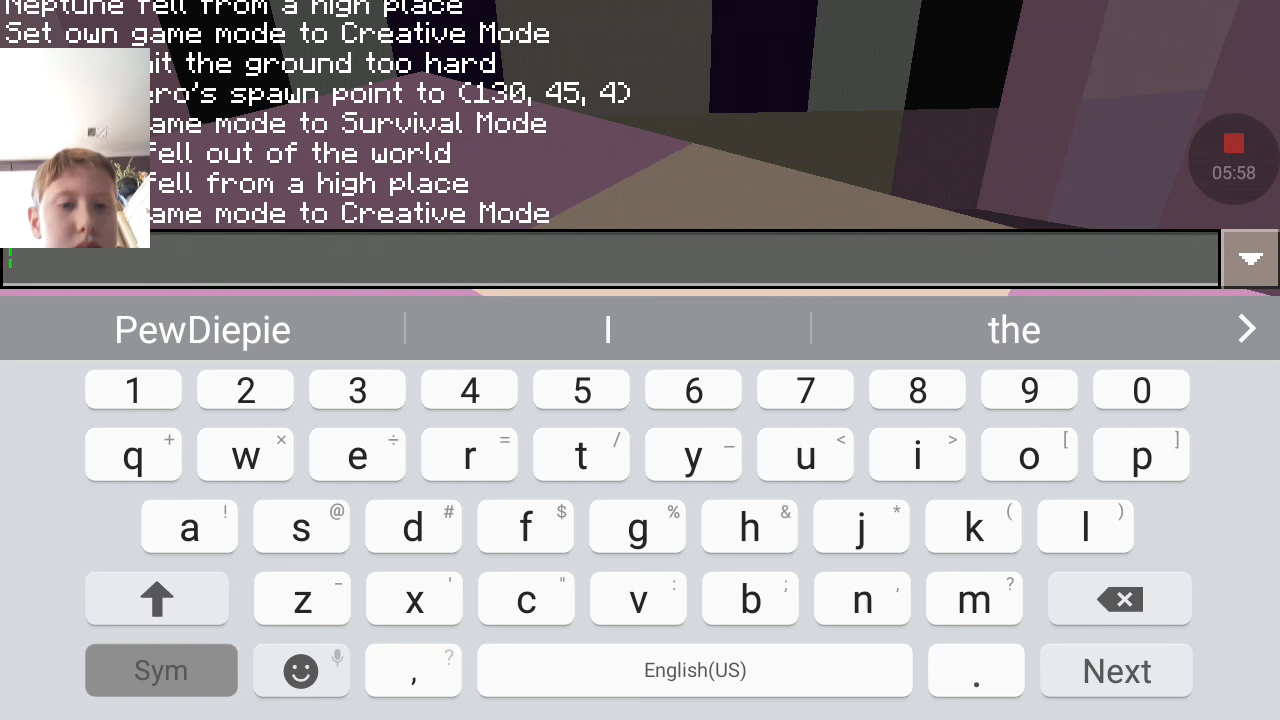 Neptune fell from a high place
Set own game mode to Creative Mode
it the ground too hard
ero's spawn point to (130, 45, 4)
ame mode to Survival Mode
fell out of the world
fell from a high place
ame mode to Creative Mode
05:58
PewDiepie I the
1 2 3 4 5 6 7 8 9 0
q + w × e ÷ r = t / y _ u < i > o [ p ]
a ! s @ d # f $ g % h & j * k ( l )
z - x ' c " v : b ; n , m ?
Sym , ? English(US) . Next